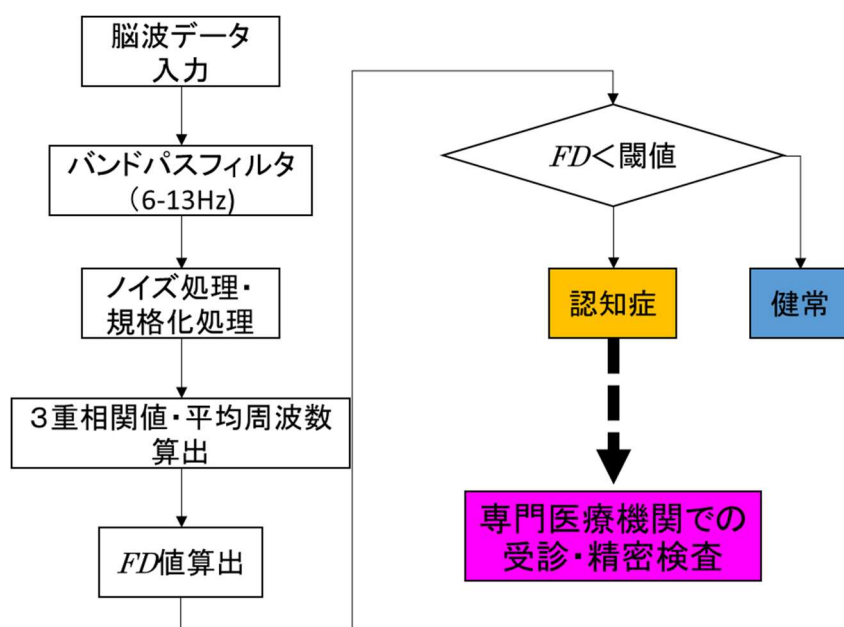 脳波データ
入力
バンドパスフィルタ
(6-13Hz)
ノイズ処理・
規格化処理
3重相関値・平均周波数
算出
FD値算出
FD<閾値
認知症
健常
専門医療機関での
受診・精密検査